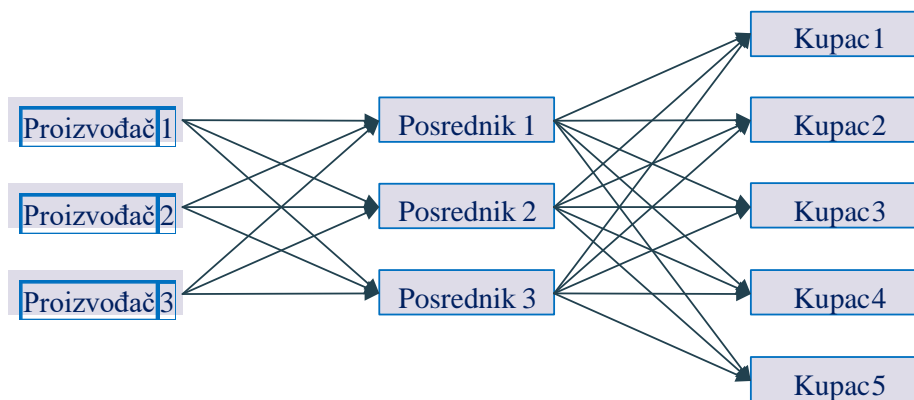 Proizvođač 1
Proizvođač 2
Proizvođač 3
Posrednik 1
Posrednik 2
Posrednik 3
Kupac1
Kupac2
Kupac3
Kupac4
Kupac5